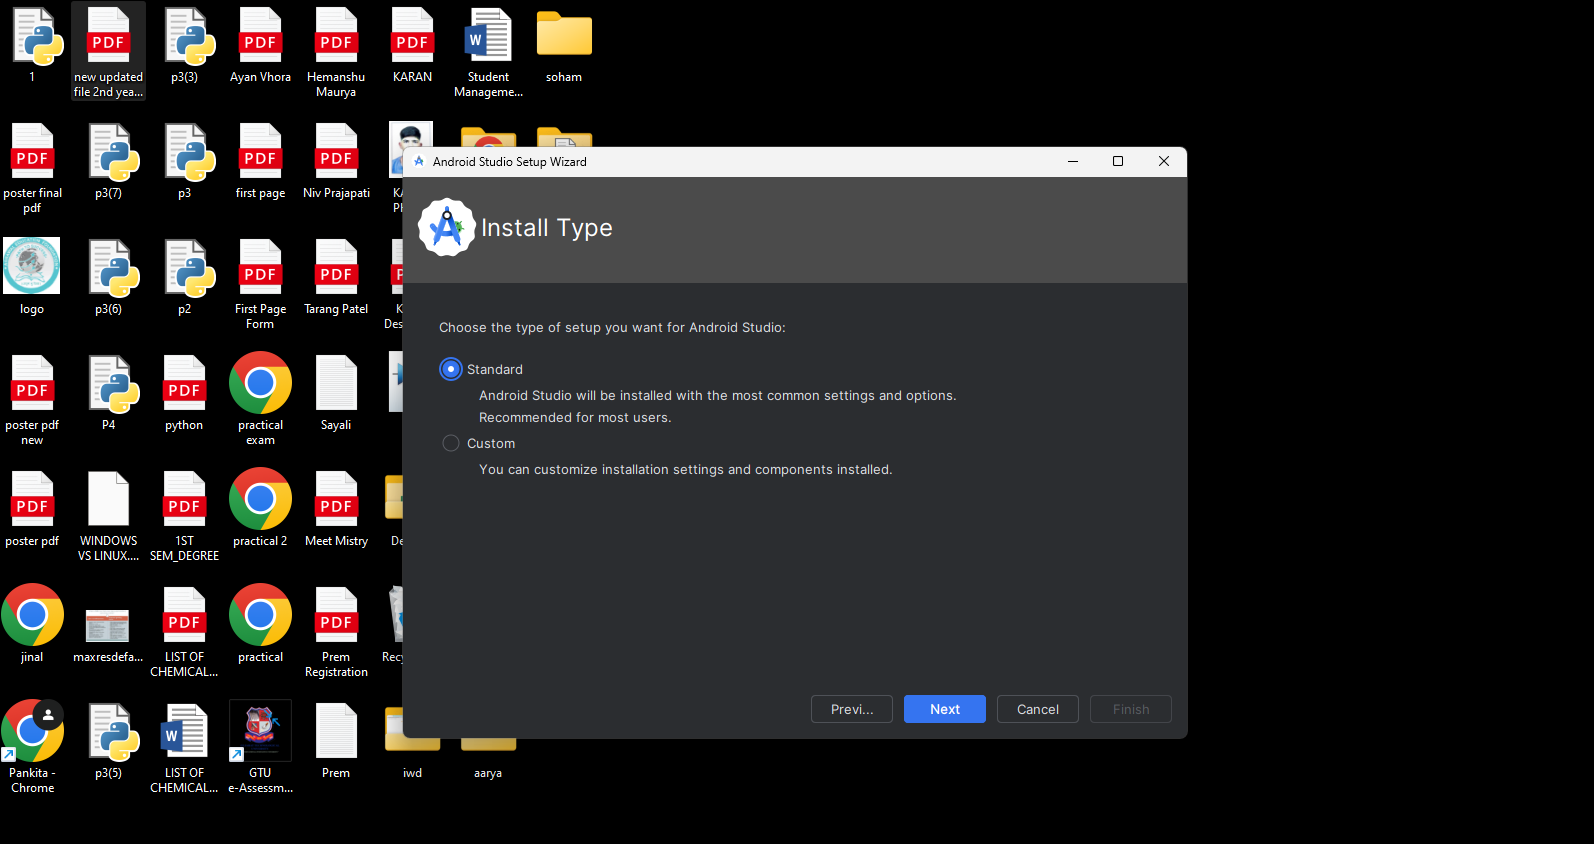 1
new updated
file 2nd yea...
p3(3)
Ayan Vhora
Hemanshu
Maurya
KARAN
Student
Manageme...
soham
poster final
pdf
p3(7)
p3
first page
Niv Prajapati
logo
p3(6)
p2
First Page
Form
Tarang Patel
poster pdf
new
P4
python
practical
exam
Sayali
poster pdf
WINDOWS
VS LINUX....
1ST
SEM_DEGREE
practical 2
Meet Mistry
jinal
maxresdefa...
LIST OF
CHEMICAL...
practical
Prem
Registration
Pankita -
Chrome
p3(5)
LIST OF
CHEMICAL...
GTU
e-Assessm...
Prem
iwd
aarya
PDF
PDF
PDF
PDF
W
PDF
PDF
PDF
PDF
PDF
PDF
PDF
PDF
PDF
PDF
PDF
PDF
PDF
W
Android Studio Setup Wizard
Install Type
Choose the type of setup you want for Android Studio:
Standard
Android Studio will be installed with the most common settings and options.
Recommended for most users.
Custom
You can customize installation settings and components installed.
Previ...
Next
Cancel
Finish